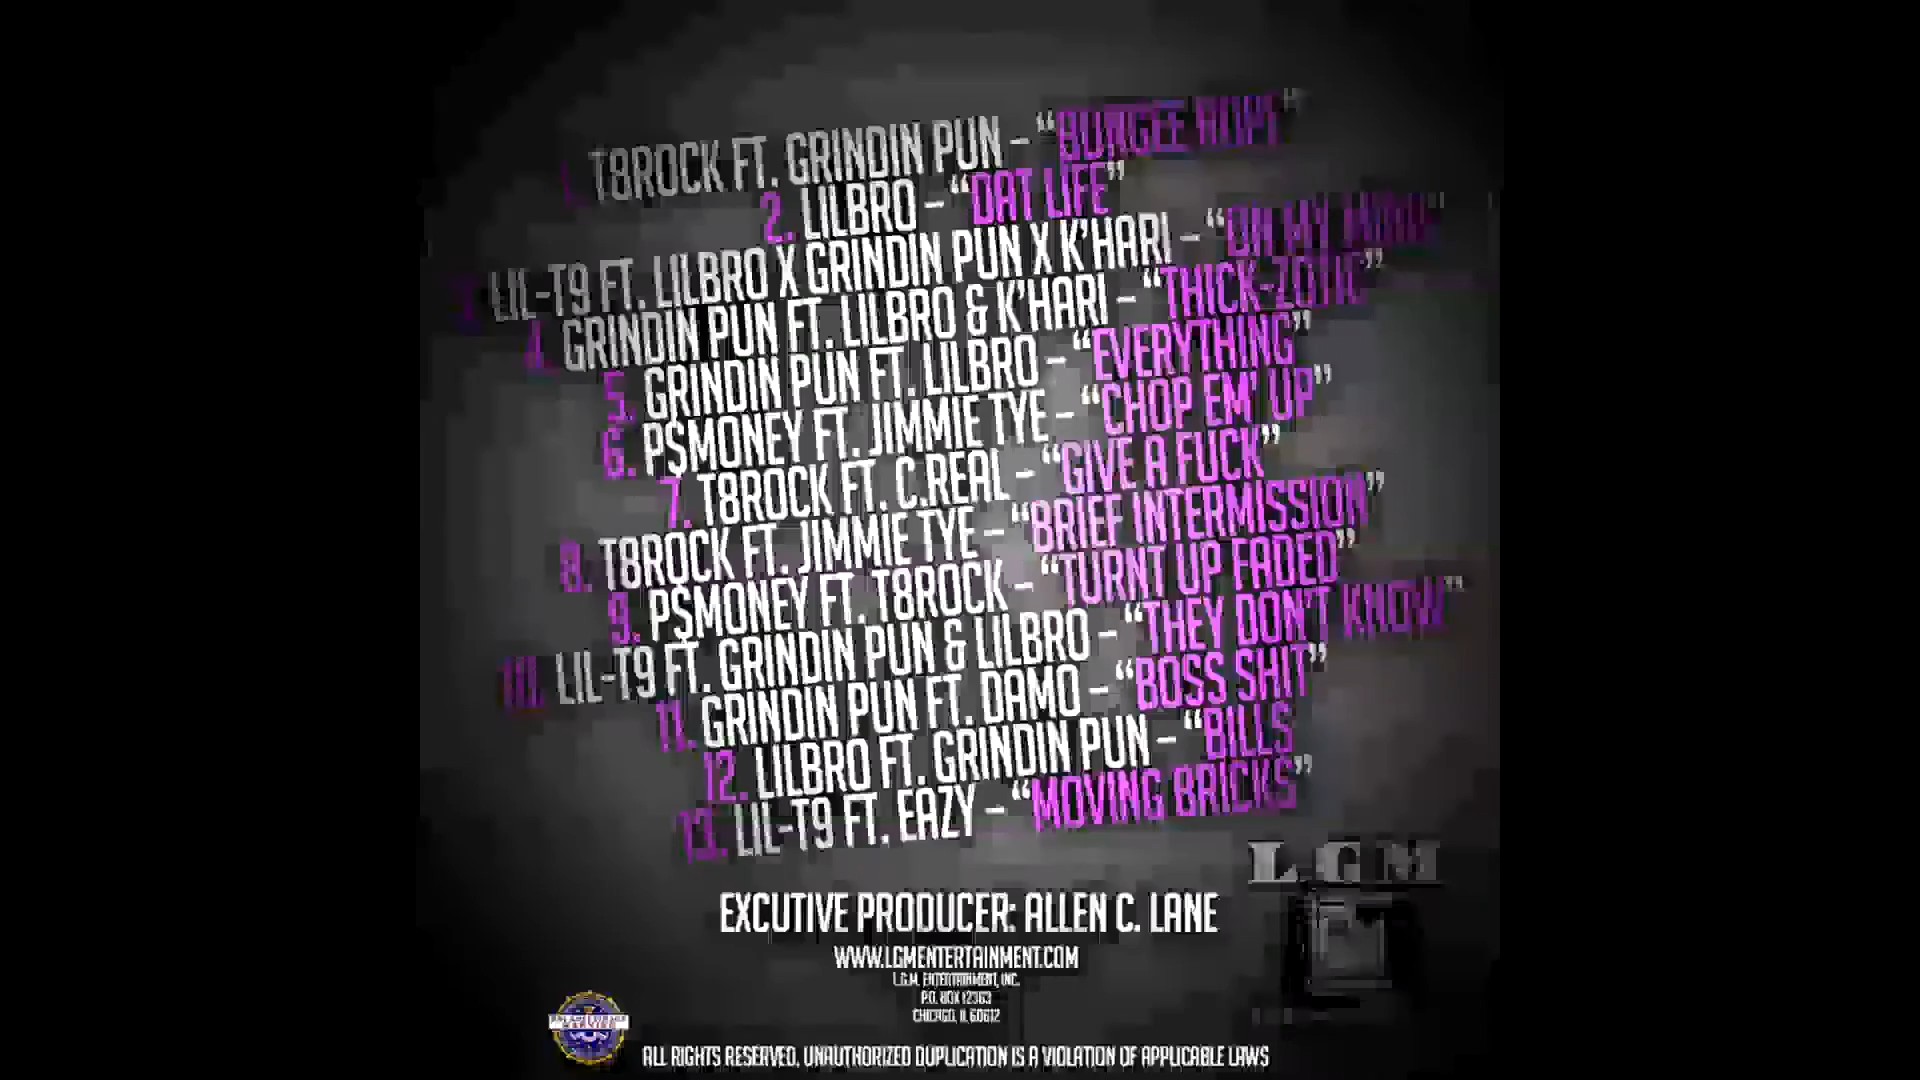 1. T8ROCK FT. GRINDIN PUN – “BUNGEE ROPE”
2. LILBRO – “DAT LIFE”
3. LIL-T9 FT. LILBRO X GRINDIN PUN X K'HARI – “ON MY
4. GRINDIN PUN FT. LILBRO & K'HARI – “THICK-ZOTIC”
5. GRINDIN PUN FT. LILBRO – “EVERYTHING”
6. P$MONEY FT. JIMMIE TYE – “CHOP EM' UP”
7. T8ROCK FT. C.REAL – “GIVE A FUCK”
8. T8ROCK FT. JIMMIE TYE – “BRIEF INTERMISSION”
9. P$MONEY FT. T8ROCK – “TURNT UP FADED”
10. LIL-T9 FT. GRINDIN PUN & LILBRO – “THEY DON'T KNOW”
11. GRINDIN PUN FT. DAMO – “BOSS SHIT”
12. LILBRO FT. GRINDIN PUN – “BILLS
13. LIL-T9 FT. EAZY – “MOVING BRICKS”
L.G.M
EXCUTIVE PRODUCER: ALLEN C. LANE
WWW.LGMENTERTAINMENT.COM
L.G.M. ENTERTAINMENT, INC.
P.O. BOX 12363
CHICAGO, IL 60612
ALL RIGHTS RESERVED, UNAUTHORIZED DUPLICATION IS A VIOLATION OF APPLICABLE LAWS